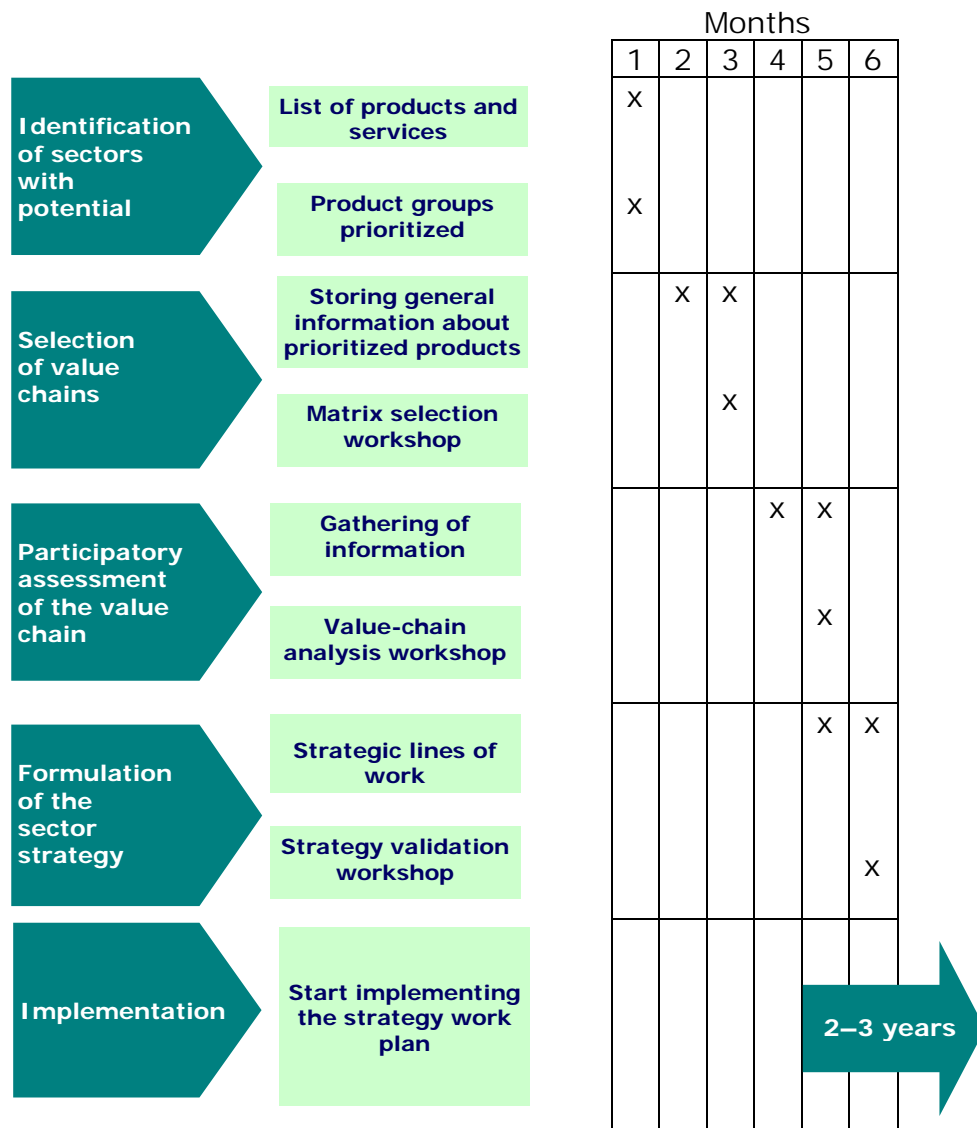 Months
1 2 3 4 5 6
Identification
of sectors
with
potential
List of products and
services
x
Product groups
prioritized
x
Selection
of value
chains
Storing general
information about
prioritized products
x x
Matrix selection
workshop
x
Participatory
assessment
of the value
chain
Gathering of
information
x x
Value-chain
analysis workshop
x
Formulation
of the
sector
strategy
Strategic lines of
work
x x
Strategy validation
workshop
x
Implementation
Start implementing
the strategy work
plan
2–3 years